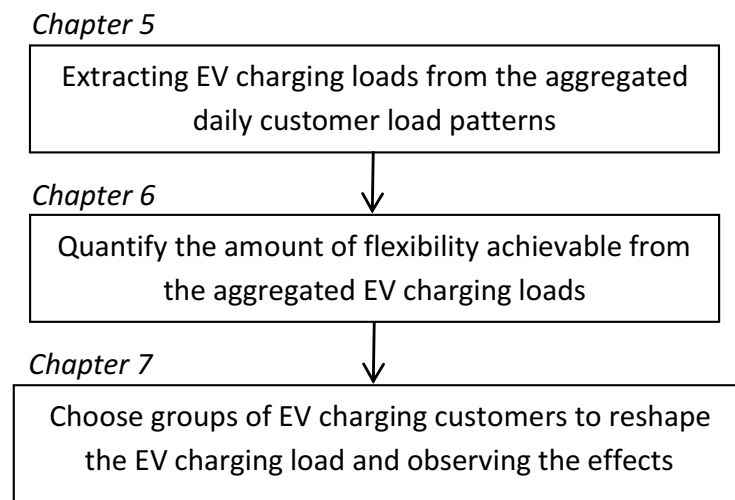 Chapter 5
Extracting EV charging loads from the aggregated
daily customer load patterns
Chapter 6
Quantify the amount of flexibility achievable from
the aggregated EV charging loads
Chapter 7
Choose groups of EV charging customers to reshape
the EV charging load and observing the effects